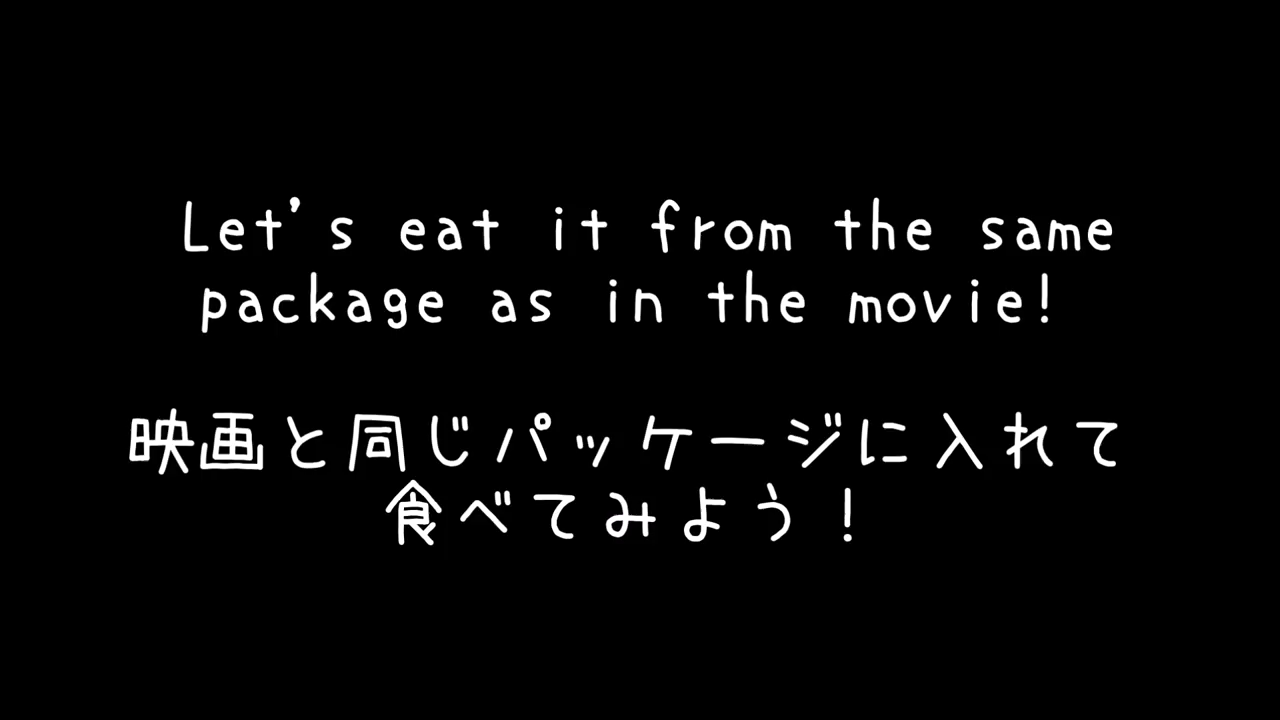 Let's eat it from the same
package as in the movie!
映画と同じパッケージに入れて
食べてみよう！